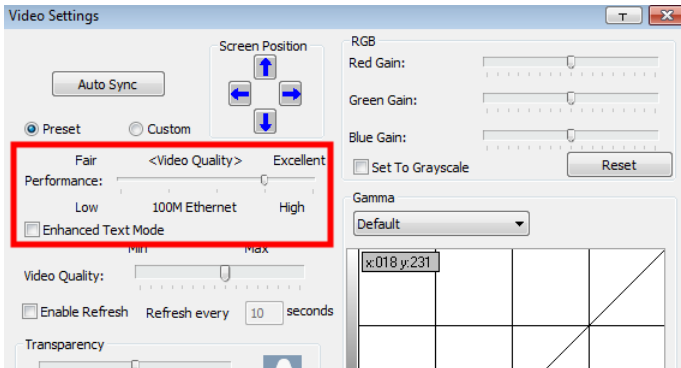 Video Settings
T
Screen Position
Auto Sync
Preset
Custom
Fair <Video Quality> Excellent
Performance:
Low 100M Ethernet High
Enhanced Text Mode
Min Max
Video Quality:
Enable Refresh Refresh every 10 seconds
Transparency
RGB
Red Gain:
Green Gain:
Blue Gain:
Set To Grayscale
Reset
Gamma
Default
x:018 y:231